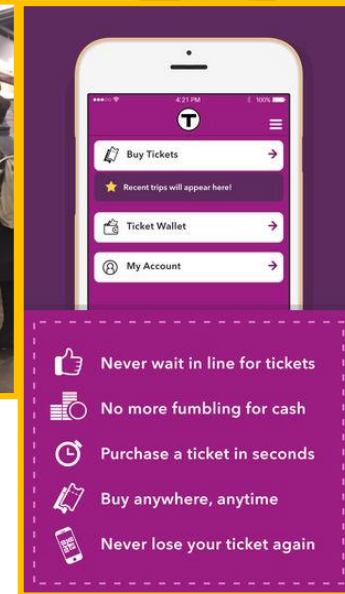 4:21 PM
100%
T
Buy Tickets
Recent trips will appear here!
Ticket Wallet
My Account
Never wait in line for tickets
No more fumbling for cash
Purchase a ticket in seconds
Buy anywhere, anytime
Never lose your ticket again